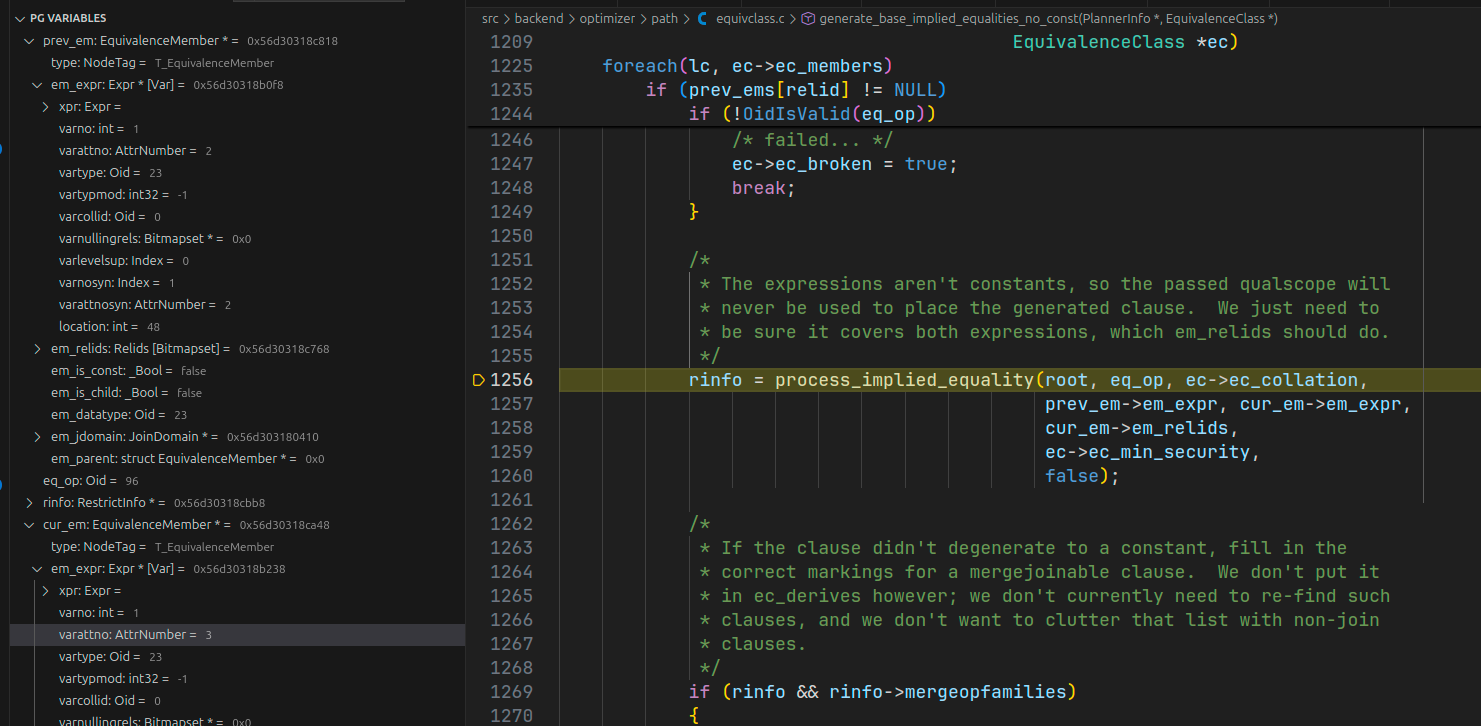 PG VARIABLES
prev_em: EquivalenceMember * = 0x56d30318c818
type: NodeTag = T_EquivalenceMember
em_expr: Expr * [Var] = 0x56d30318b0f8
xpr: Expr =
varno: int = 1
varattno: AttrNumber = 2
vartype: Oid = 23
vartypmod: int32 = -1
varcollid: Oid = 0
varnullingrels: Bitmapset * = 0x0
varlevelsup: Index = 0
varnosyn: Index = 1
varattnosyn: AttrNumber = 2
location: int = 48
em_relids: Relids [Bitmapset] = 0x56d30318c768
em_is_const: _Bool = false
em_is_child: _Bool = false
em_datatype: Oid = 23
em_jdomain: JoinDomain * = 0x56d303180410
em_parent: struct EquivalenceMember * = 0x0
eq_op: Oid = 96
rinfo: RestrictInfo * = 0x56d30318cbb8
cur_em: EquivalenceMember * = 0x56d30318ca48
type: NodeTag = T_EquivalenceMember
em_expr: Expr * [Var] = 0x56d30318b238
xpr: Expr =
varno: int = 1
varattno: AttrNumber = 3
vartype: Oid = 23
vartypmod: int32 = -1
varcollid: Oid = 0
varnullingrels: Bitmapset * = 0x0
src > backend > optimizer > path > C equivclass.c > generate_base_implied_equalities_no_const(PlannerInfo *, EquivalenceClass *)
1209 EquivalenceClass *ec)
1225 foreach(lc, ec->ec_members)
1235 if (prev_ems[relid] != NULL)
1244 if (!OidIsValid(eq_op))
1246 /* failed... */
1247 ec->ec_broken = true;
1248 break;
1249 }
1250
1251 /*
1252 * The expressions aren't constants, so the passed qualscope will
1253 * never be used to place the generated clause.  We just need to
1254 * be sure it covers both expressions, which em_relids should do.
1255 */
1256 rinfo = process_implied_equality(root, eq_op, ec->ec_collation,
1257 prev_em->em_expr, cur_em->em_expr,
1258 cur_em->em_relids,
1259 ec->ec_min_security,
1260 false);
1261
1262 /*
1263 * If the clause didn't degenerate to a constant, fill in the
1264 * correct markings for a mergejoinable clause.  We don't put it
1265 * in ec_derives however; we don't currently need to re-find such
1266 * clauses, and we don't want to clutter that list with non-join
1267 * clauses.
1268 */
1269 if (rinfo && rinfo->mergeopfamilies)
1270 {